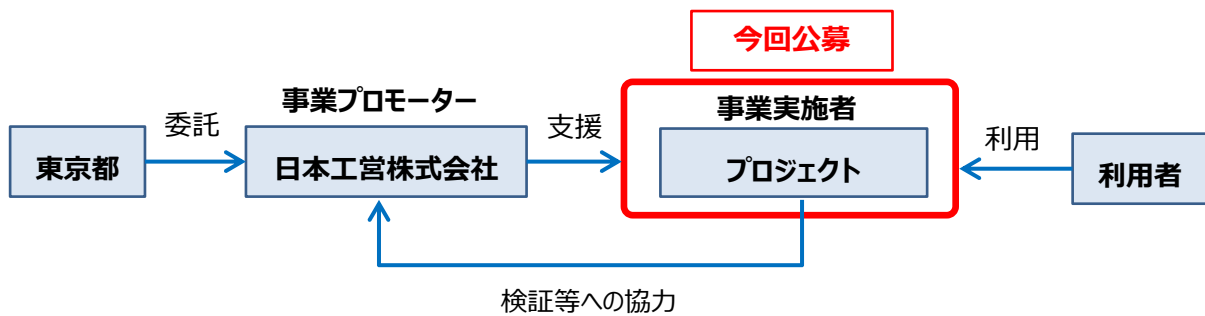 今回公募
事業プロモーター
事業実施者
委託
支援
利用
東京都
日本工営株式会社
プロジェクト
利用者
検証等への協力